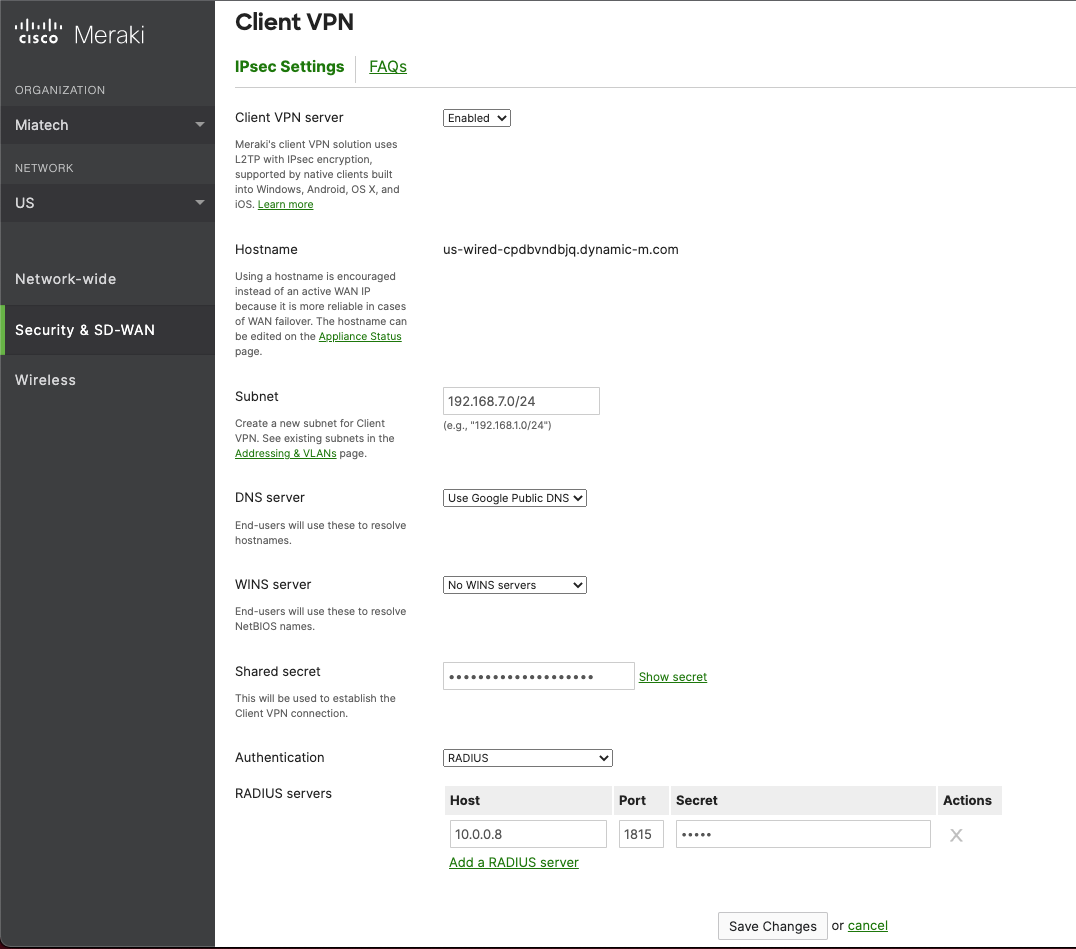 Client VPN
CISCO Meraki
IPsec Settings
FAQs
ORGANIZATION
Miatech
NETWORK
US
Network-wide
Security & SD-WAN
Wireless
Client VPN server
Enabled
Meraki's client VPN solution uses
L2TP with IPsec encryption,
supported by native clients built
into Windows, Android, OS X, and
iOS. Learn more
Hostname
us-wired-cpdbvndbjq.dynamic-m.com
Using a hostname is encouraged
instead of an active WAN IP
because it is more reliable in cases
of WAN failover. The hostname can
be edited on the Appliance Status
page.
Subnet
192.168.7.0/24
(e.g., "192.168.1.0/24")
Create a new subnet for Client
VPN. See existing subnets in the
Addressing & VLANs page.
DNS server
Use Google Public DNS
End-users will use these to resolve
hostnames.
WINS server
No WINS servers
End-users will use these to resolve
NetBIOS names.
Shared secret
••••••••••••••••••••
Show secret
This will be used to establish the
Client VPN connection.
Authentication
RADIUS
RADIUS servers
Host Port Secret Actions
10.0.0.8 1815 ••••• X
Add a RADIUS server
Save Changes or cancel